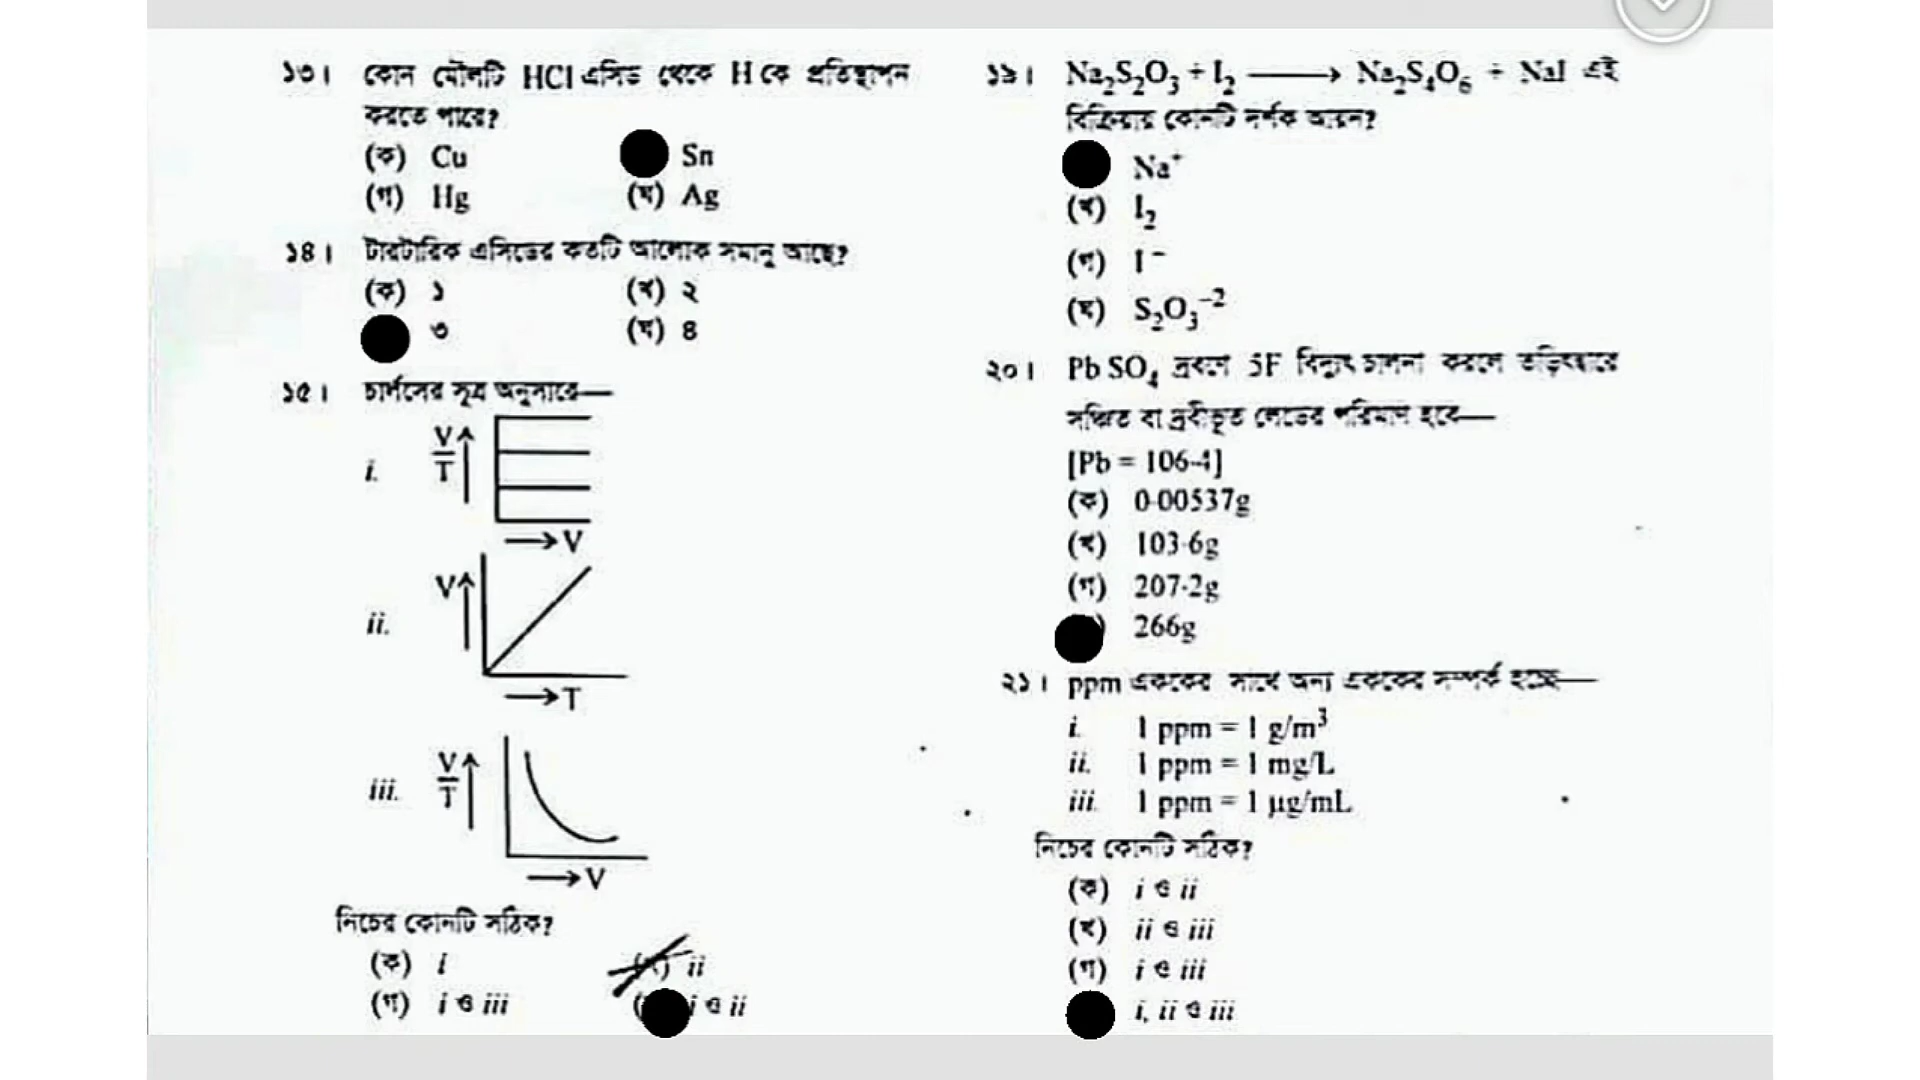 ১৩। কোন মৌলটি HCl এসিড থেকে H কে প্রতিস্থাপন
করতে পারে?
(ক) Cu Sn
(গ) Hg (ঘ) Ag
১৪। টারটারিক এসিডের কতটি আলোক সমানু আছে?
(ক) ১ (খ) ২
৩ (ঘ) ৪
১৫। চার্লসের সূত্র অনুসারে—
i. V/T V
ii. V T
iii. V/T V
নিচের কোনটি সঠিক?
(ক) i (খ) ii
(গ) i ও iii i ও ii
১৯। Na₂S₂O₃ + I₂ ⟶ Na₂S₄O₆ + NaI এই
বিক্রিয়ায় কোনটি দর্শক আয়ন?
Na⁺
(খ) I₂
(গ) I⁻
(ঘ) S₂O₃⁻²
২০। Pb SO₄ দ্রবণে 5F বিদ্যুৎ চালনা করলে তড়িৎদ্বারে
সঞ্চিত বা দ্রবীভূত লেডের পরিমাণ হবে—
[Pb = 106·4]
(ক) 0·00537g
(খ) 103·6g
(গ) 207·2g
266g
২১। ppm এককের সাথে অন্য এককের সম্পর্ক হচ্ছে—
i. 1 ppm = 1 g/m³
ii. 1 ppm = 1 mg/L
iii. 1 ppm = 1 μg/mL
নিচের কোনটি সঠিক?
(ক) i ও ii
(খ) ii ও iii
(গ) i ও iii
i, ii ও iii